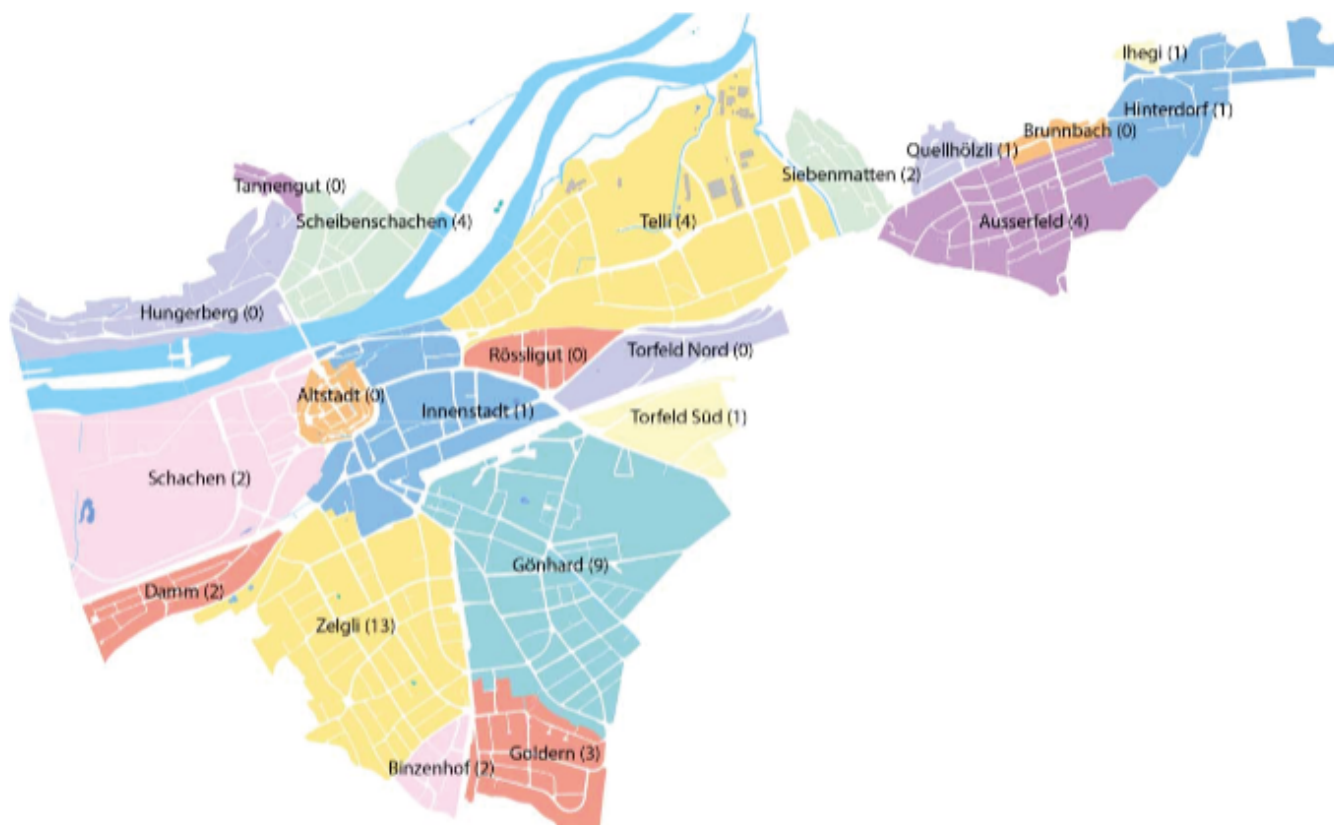 Ihegi (1)
Hinterdorf (1)
Brunnbach (0)
Quellhölzli (1)
Siebenmatten (2)
Tannengut (0)
Scheibenschachen (4)
Telli (4)
Ausserfeld (4)
Hungerberg (0)
Rössligut (0)
Torfeld Nord (0)
Altstadt (0)
Innenstadt (1)
Torfeld Süd (1)
Schachen (2)
Gönhard (9)
Damm (2)
Zelgli (13)
Goldern (3)
Binzenhof (2)